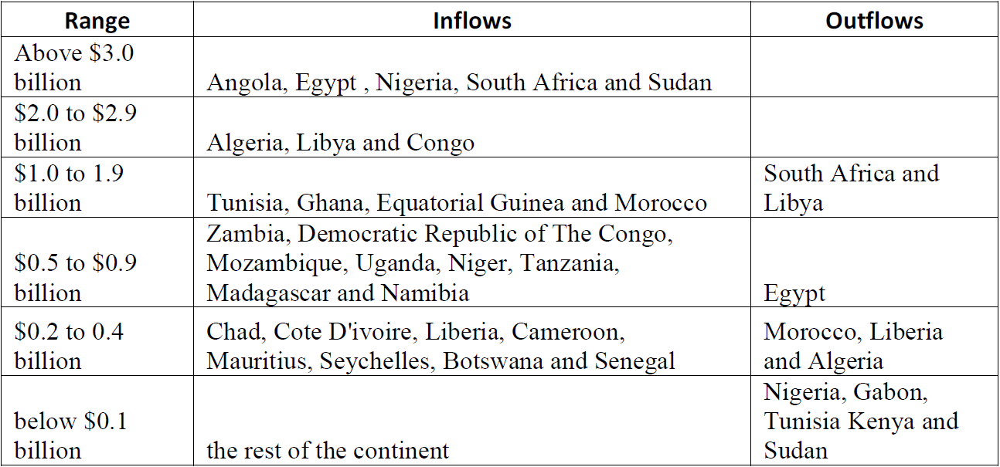 Range Inflows Outflows
Above $3.0
billion Angola, Egypt , Nigeria, South Africa and Sudan
$2.0 to $2.9
billion Algeria, Libya and Congo
$1.0 to 1.9
billion Tunisia, Ghana, Equatorial Guinea and Morocco
South Africa and
Libya
$0.5 to $0.9
billion
Zambia, Democratic Republic of The Congo,
Mozambique, Uganda, Niger, Tanzania,
Madagascar and Namibia
Egypt
$0.2 to 0.4
billion
Chad, Cote D'ivoire, Liberia, Cameroon,
Mauritius, Seychelles, Botswana and Senegal
Morocco, Liberia
and Algeria
below $0.1
billion
the rest of the continent
Nigeria, Gabon,
Tunisia Kenya and
Sudan